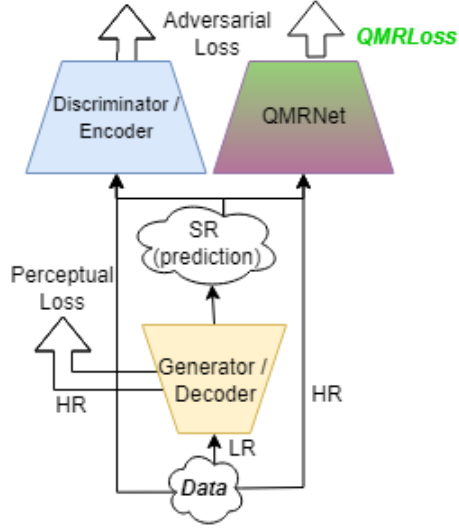 Adversarial
Loss
QMRLoss
Discriminator /
Encoder
QMRNet
SR
(prediction)
Perceptual
Loss
Generator /
Decoder
HR
HR
LR
Data